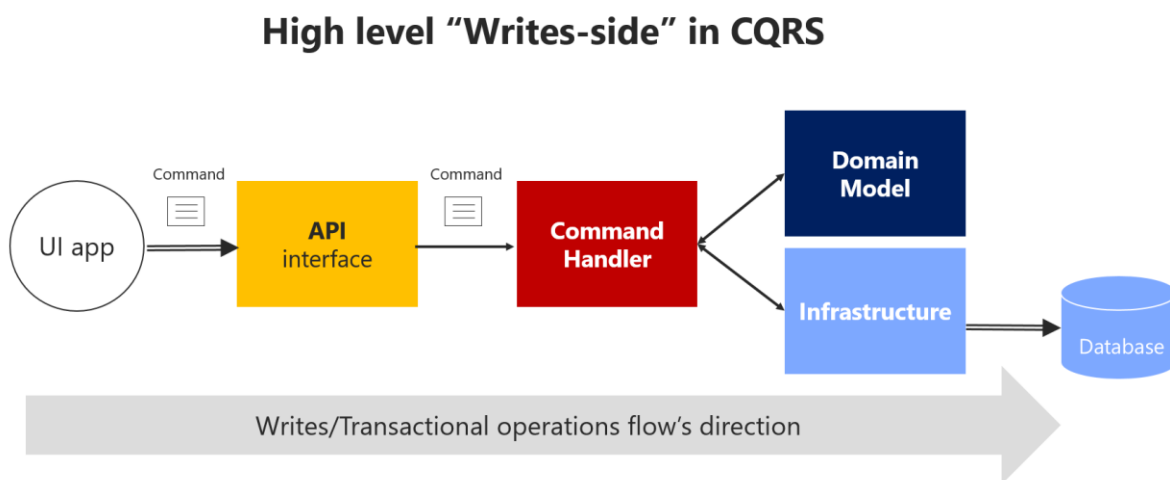 High level “Writes-side” in CQRS
Command
Command
UI app
API
interface
Command
Handler
Domain
Model
Infrastructure
Database
Writes/Transactional operations flow’s direction